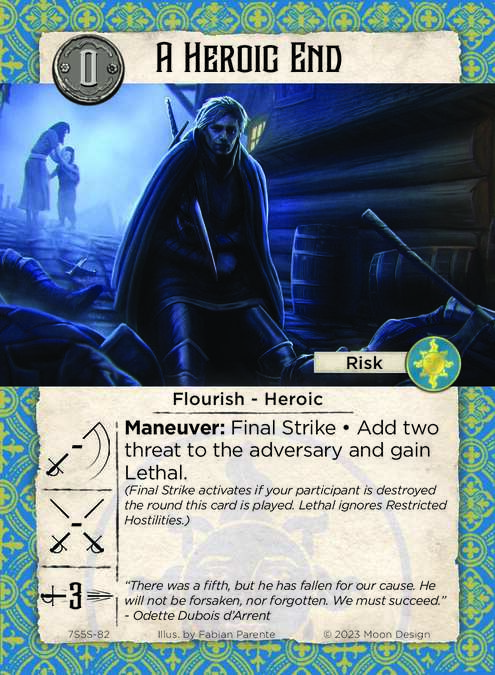 0
A Heroic End
Risk
Flourish - Heroic
Maneuver: Final Strike • Add two
threat to the adversary and gain
Lethal.
(Final Strike activates if your participant is destroyed
the round this card is played. Lethal ignores Restricted
Hostilities.)
-
-
+3
“There was a fifth, but he has fallen for our cause. He
will not be forsaken, nor forgotten. We must succeed.”
- Odette Dubois d’Arrent
7S5S-82 Illus. by Fabian Parente © 2023 Moon Design